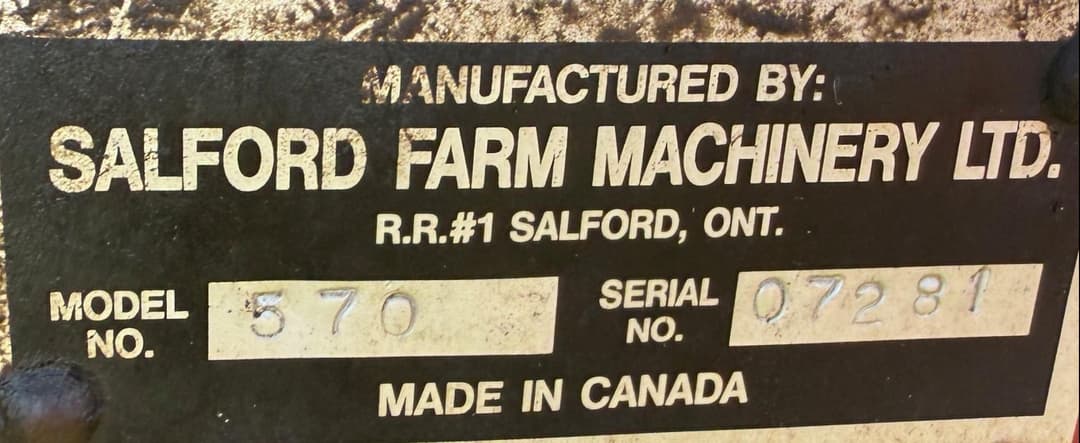 MANUFACTURED BY:
SALFORD FARM MACHINERY LTD.
R.R.#1 SALFORD, ONT.
MODEL NO. 570 SERIAL NO. 07281
MADE IN CANADA